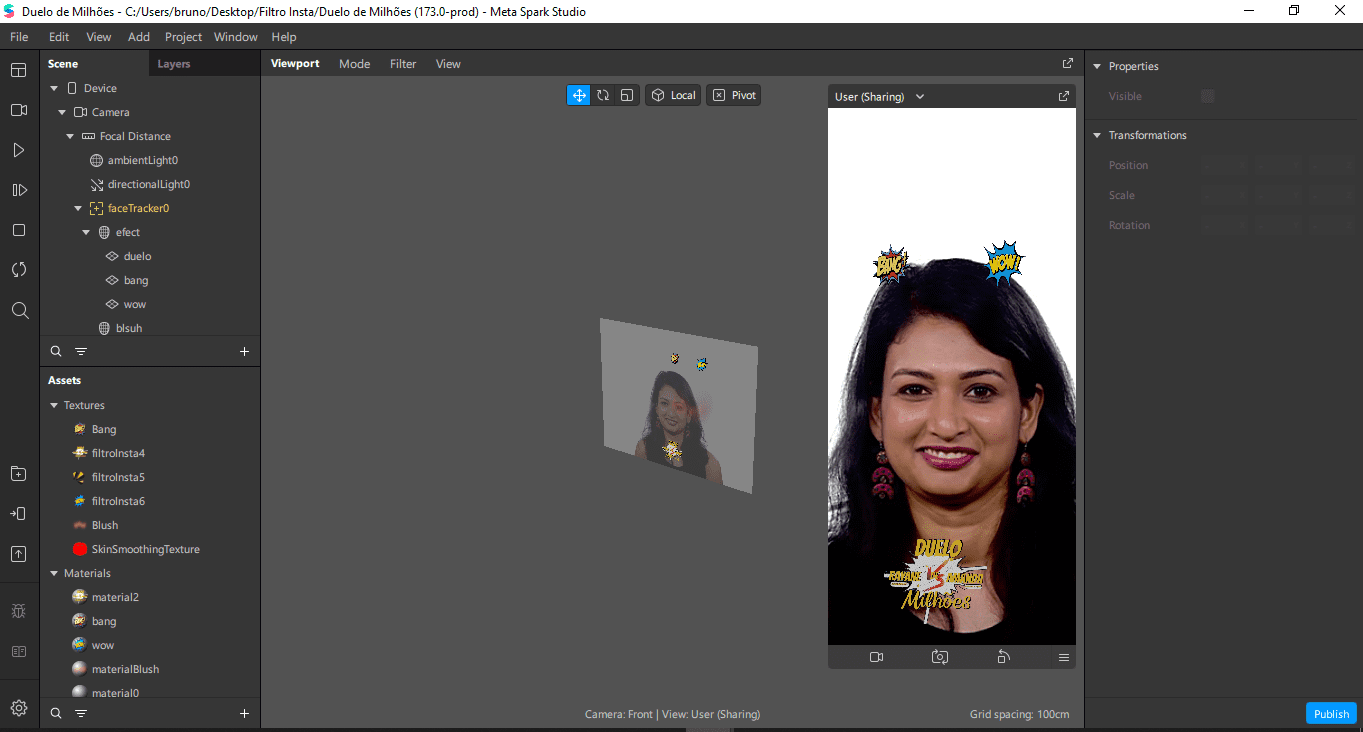 Duelo de Milhões - C:/Users/bruno/Desktop/Filtro Insta/Duelo de Milhões (173.0-prod) - Meta Spark Studio
File Edit View Add Project Window Help
Scene Layers
Device
Camera
Focal Distance
ambientLight0
directionalLight0
faceTracker0
efect
duelo
bang
wow
blsuh
Assets
Textures
Bang
filtroInsta4
filtroInsta5
filtroInsta6
Blush
SkinSmoothingTexture
Materials
material2
bang
wow
materialBlush
material0
Viewport Mode Filter View
Local Pivot
User (Sharing)
BANG!
WOW!
DUELO
VS
Milhões
Camera: Front | View: User (Sharing)
Grid spacing: 100cm
Properties
Visible
Transformations
Position
Scale
Rotation
Publish